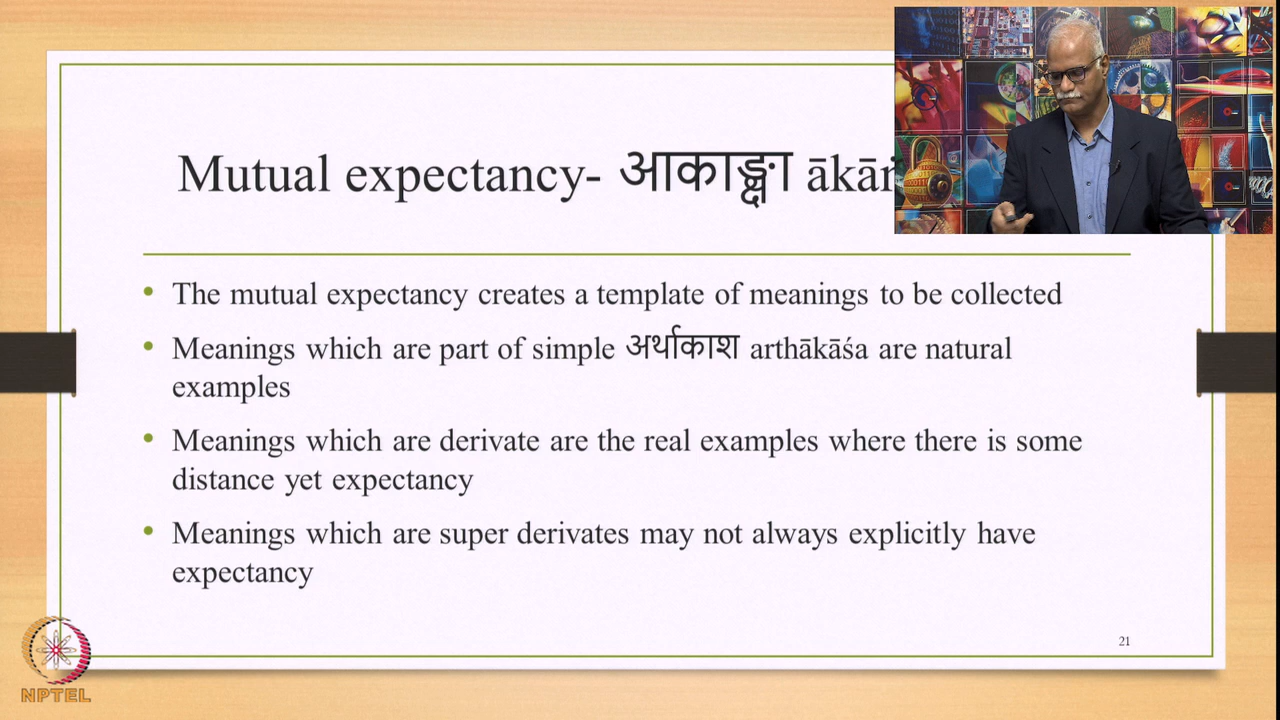 Mutual expectancy- आकाङ्क्षा
• The mutual expectancy creates a template of meanings to be collected
• Meanings which are part of simple अर्थाकाश arthākāśa are natural
examples
• Meanings which are derivate are the real examples where there is some
distance yet expectancy
• Meanings which are super derivates may not always explicitly have
expectancy
21
NPTEL